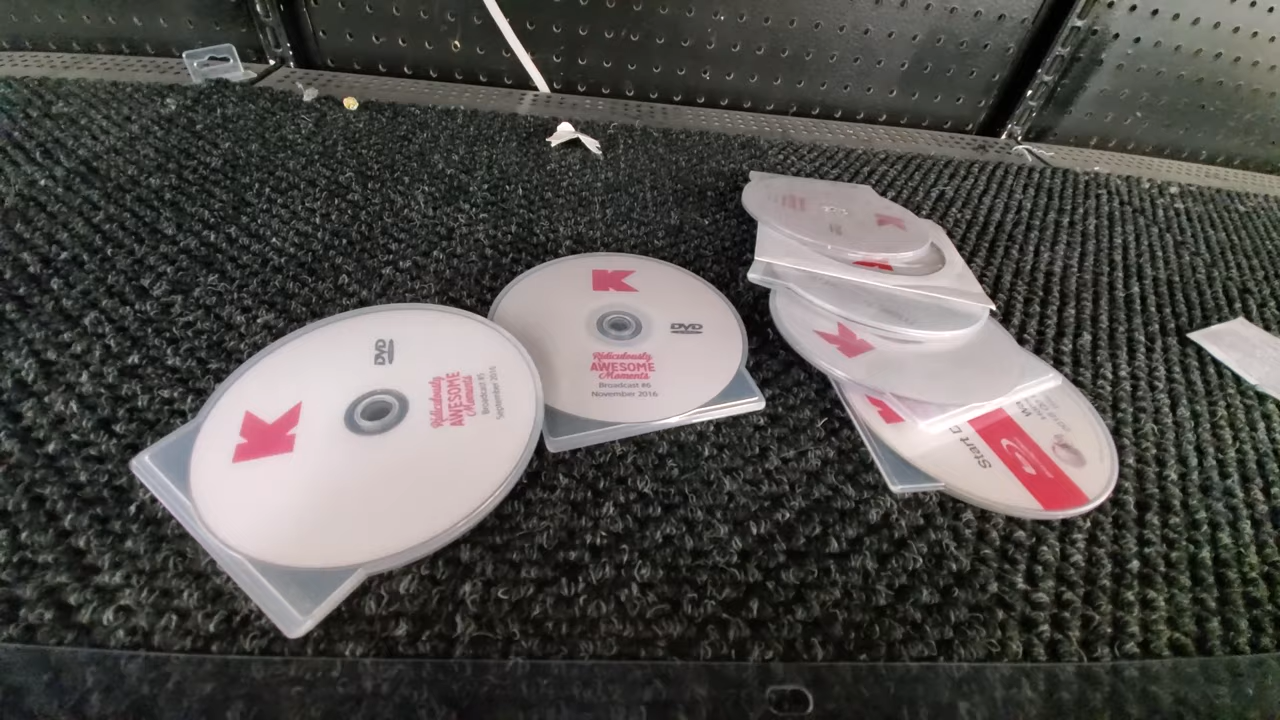 K
DVD
Ridiculously
AWESOME
Moments
Broadcast #5
September 2016
K
DVD
Ridiculously
AWESOME
Moments
Broadcast #6
November 2016
K
K
K
Start